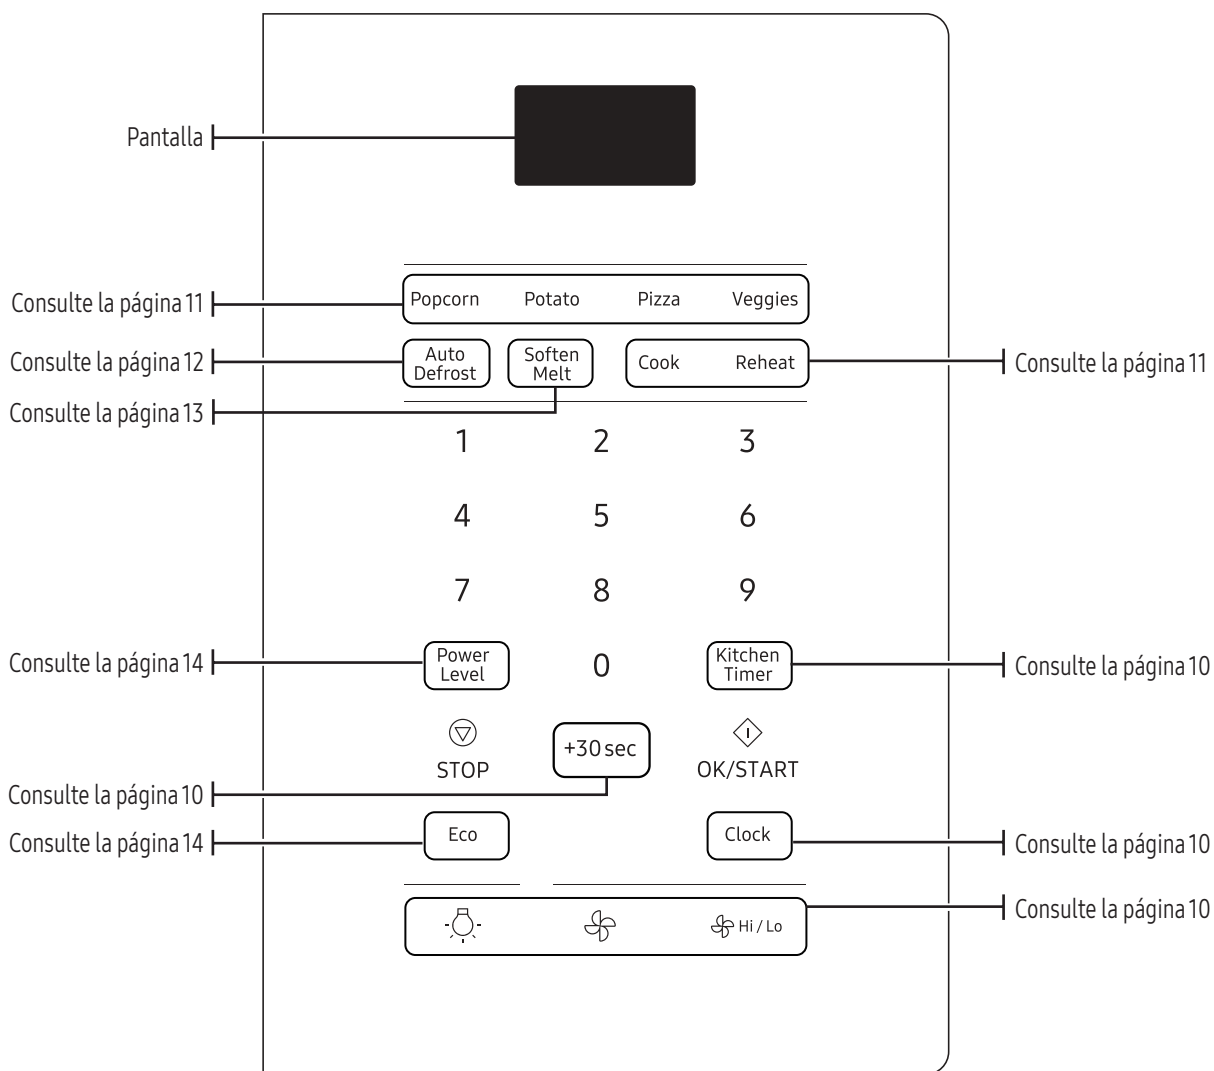 Pantalla
Consulte la página 11
Popcorn Potato Pizza Veggies
Consulte la página 12
Auto
Defrost
Soften
Melt
Cook Reheat
Consulte la página 11
Consulte la página 13
1 2 3
4 5 6
7 8 9
Consulte la página 14
Power
Level
0
Kitchen
Timer
Consulte la página 10
STOP
+30 sec
OK/START
Consulte la página 10
Consulte la página 14
Eco
Clock
Consulte la página 10
Hi / Lo
Consulte la página 10